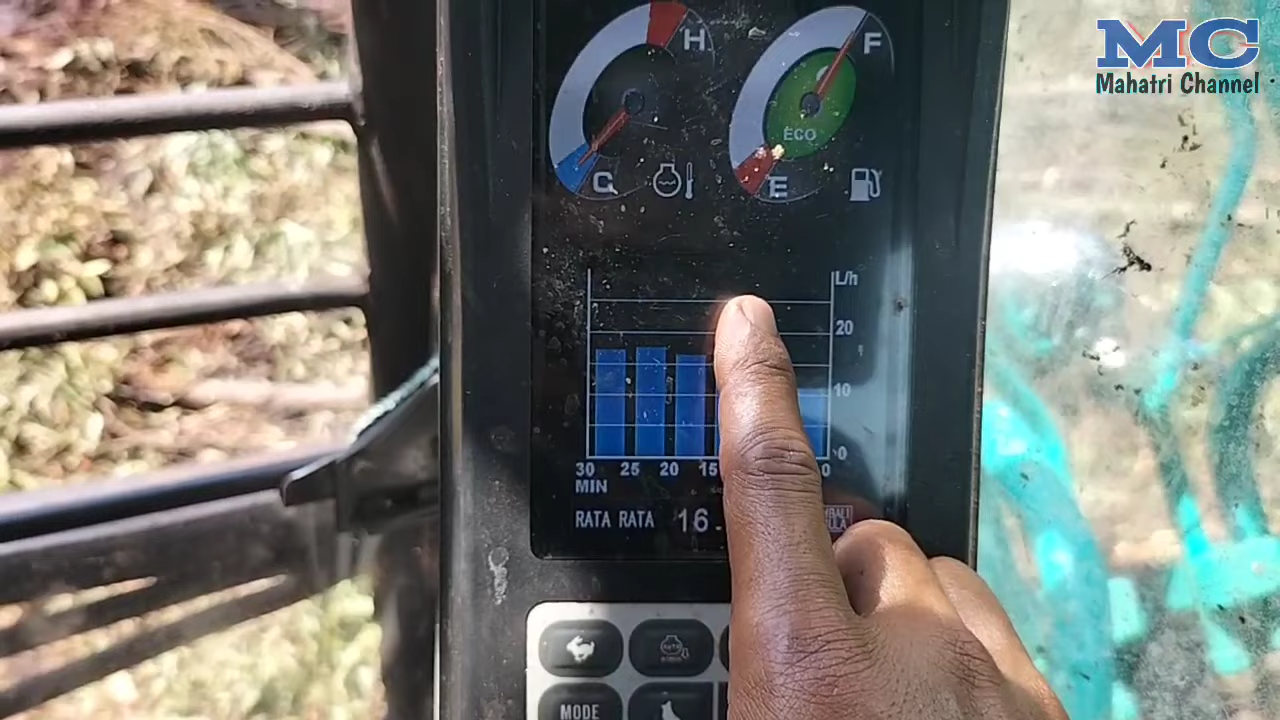 MC
Mahatri Channel
H
F
ECO
C
E
L/h
20
10
0
30 25 20 15 0
MIN
RATA RATA 16.
MODE